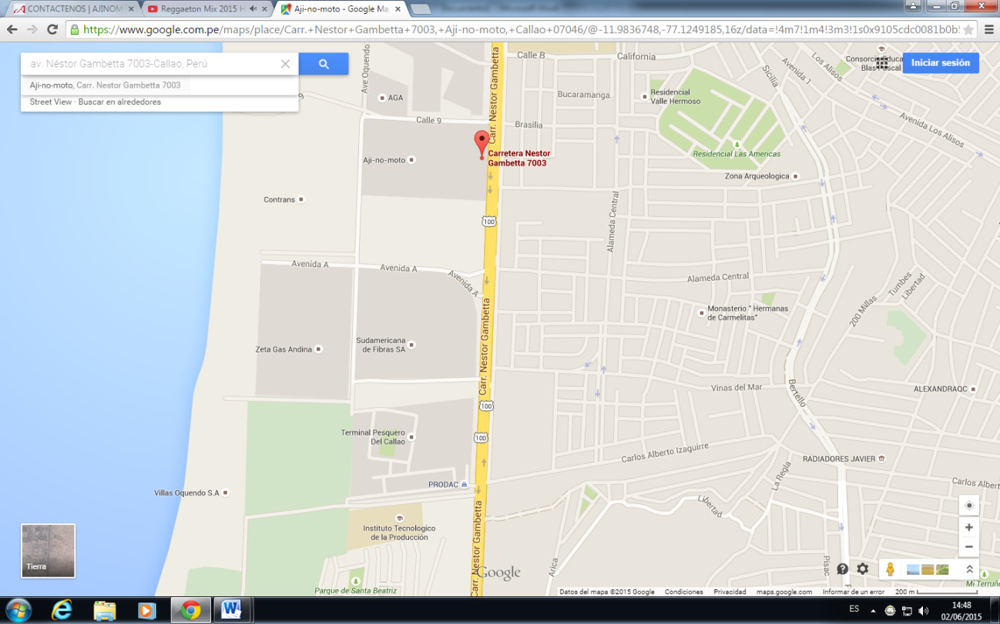 CONTACTENOS | AJINOM
Reggaeton Mix 2015 H
Aji-no-moto - Google Ma
https://www.google.com.pe/maps/place/Carr.+Nestor+Gambetta+7003,+Aji-no-moto,+Callao+07046/@-11.9836748,-77.1249185,16z/data=!4m7!1m4!3m3!1s0x9105cdc0081b0b
av. Néstor Gambetta 7003-Callao, Perú
Iniciar sesión
Aji-no-moto, Carr. Nestor Gambetta 7003
Street View · Buscar en alrededores
Ave Oquendo
Carr. Nestor Gambetta
Calle B
California
Sicilia
Avenida 1
Los Alisos
Avenida Los Alisos
AGA
Bucaramanga
Residencial
Valle Hermoso
Calle 9
Brasilia
Aji-no-moto
Carretera Nestor
Gambetta 7003
Residencial Las Americas
Zona Arqueologica
Contrans
100
Alameda Central
Avenida A
Avenida A
Avenida A
Alameda Central
Tumbes
Libertad
200 Millas
Carr. Nestor Gambetta
Monasterio " Hermanas
de Carmelitas"
Zeta Gas Andina
Sudamericana
de Fibras SA
Vinas del Mar
Bertello
ALEXANDRAQC
100
Terminal Pesquero
Del Callao
100
Carlos Alberto Izaguirre
RADIADORES JAVIER
La Regla
PRODAC
Carlos Albert
Villas Oquendo S.A
Libertad
Carr. Nestor Gambetta
Instituto Tecnologico
de la Producción
Arica
Pisac
Tierra
Google
Parque de Santa Beatriz
Mi Terruñ
Datos del mapa ©2015 Google
Condiciones
Privacidad
maps.google.com
Informar de un error
200 m
ES
14:48
02/06/2015